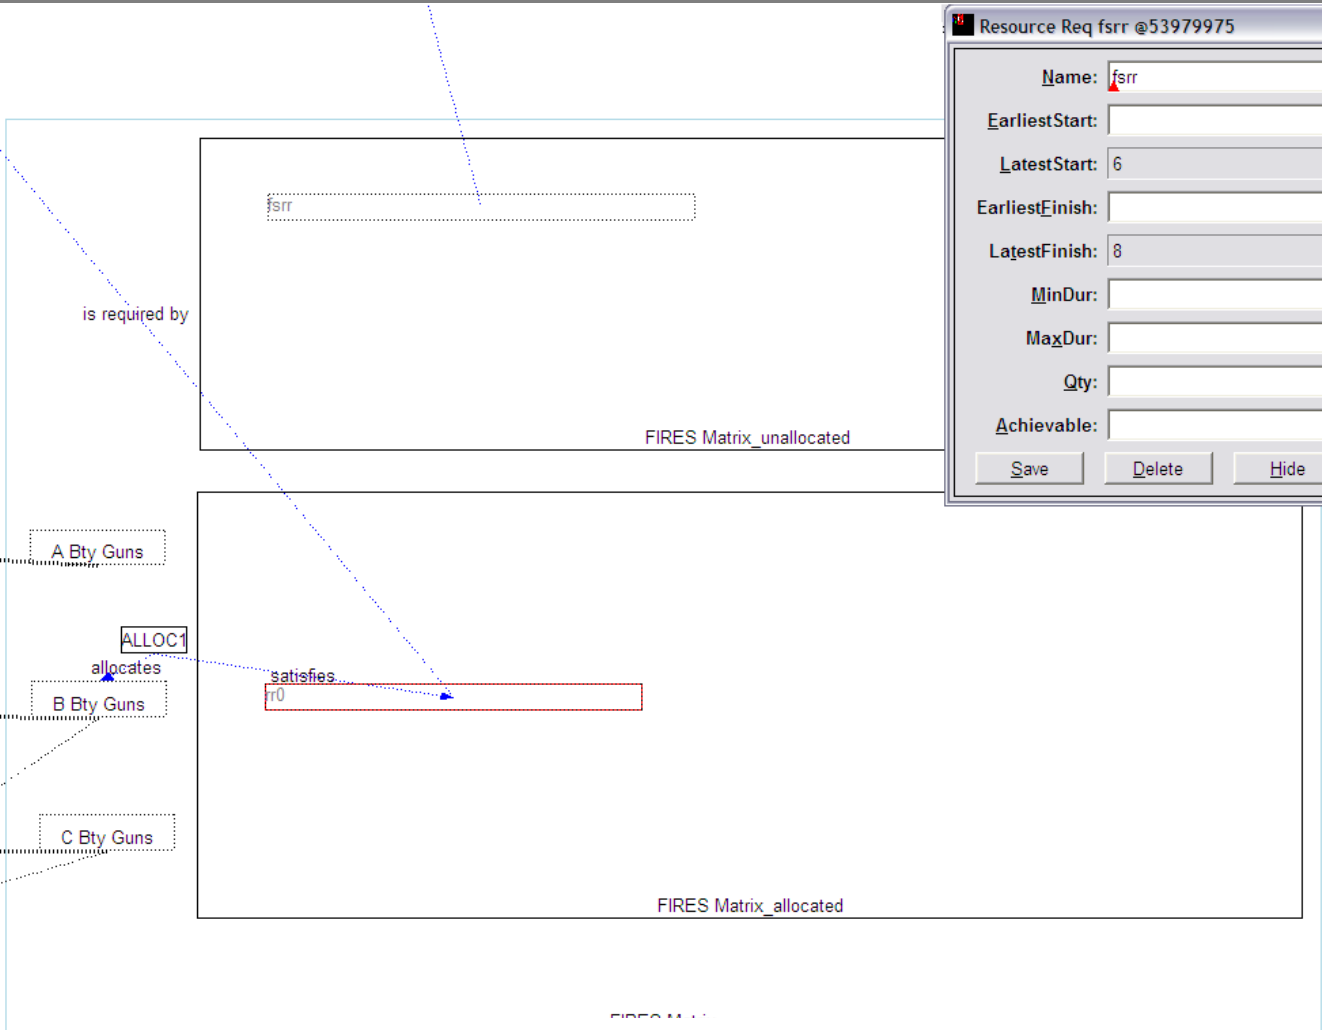 Resource Req fsrr @53979975
Name: fsrr
EarliestStart:
LatestStart: 6
EarliestFinish:
LatestFinish: 8
MinDur:
MaxDur:
Qty:
Achievable:
Save Delete Hide
fsrr
is required by
FIRES Matrix_unallocated
A Bty Guns
ALLOC1
allocates
satisfies
B Bty Guns
rr0
C Bty Guns
FIRES Matrix_allocated